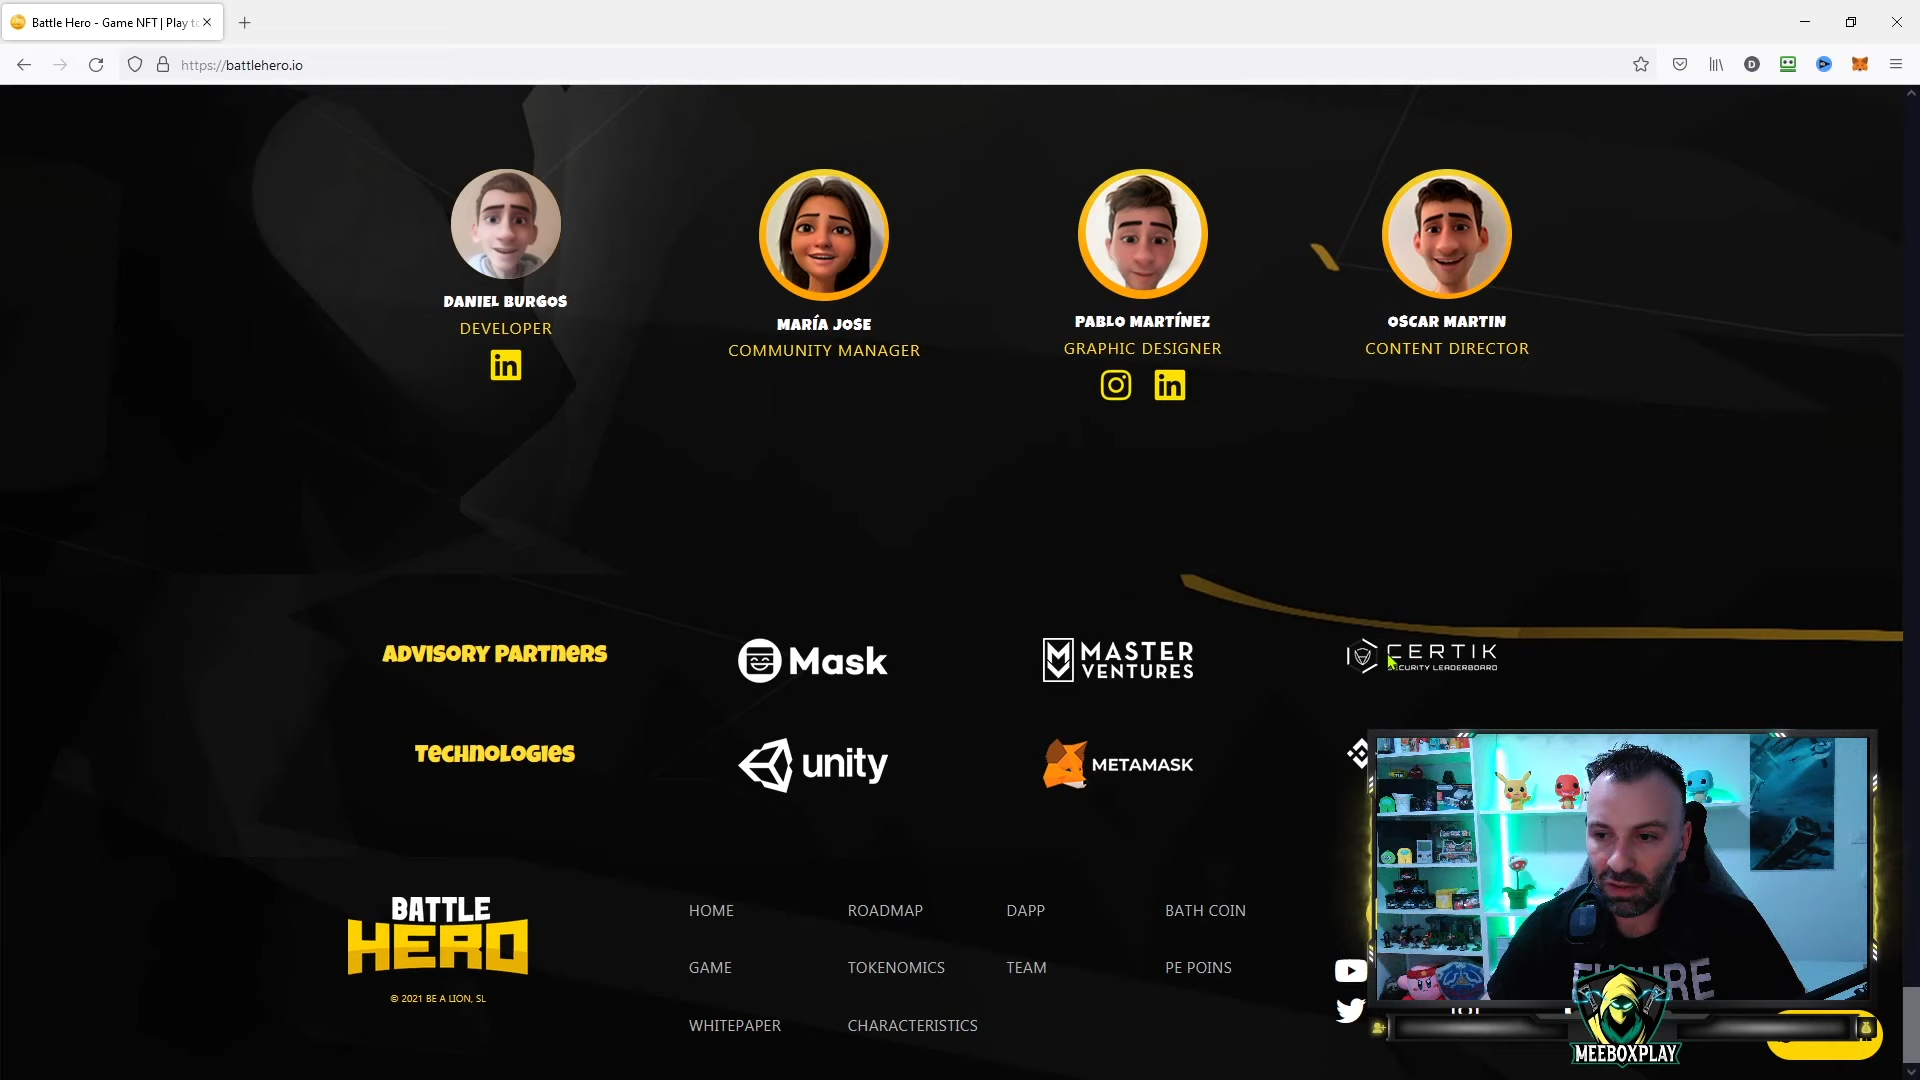 Battle Hero - Game NFT | Play to
https://battlehero.io
DANIEL BURGOS
DEVELOPER
MARÍA JOSE
COMMUNITY MANAGER
PABLO MARTÍNEZ
GRAPHIC DESIGNER
OSCAR MARTIN
CONTENT DIRECTOR
ADVISORY PARTNERS
Mask
MASTER
VENTURES
CERTIK
SECURITY LEADERBOARD
TECHNOLOGIES
unity
METAMASK
BATTLE
HERO
© 2021 BE A LION, SL
HOME
ROADMAP
DAPP
BATH COIN
GAME
TOKENOMICS
TEAM
PE POINS
WHITEPAPER
CHARACTERISTICS
MEEBOXPLAY